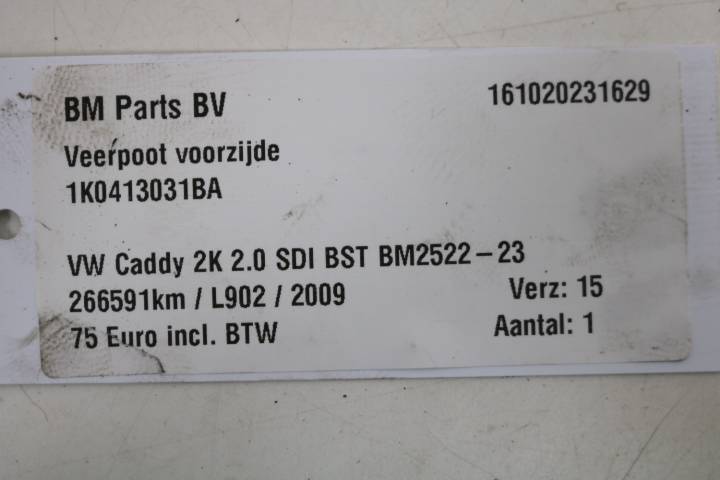 BM Parts BV 161020231629
Veerpoot voorzijde
1K0413031BA
VW Caddy 2K 2.0 SDI BST BM2522-23
266591km / L902 / 2009 Verz: 15
75 Euro incl. BTW Aantal: 1